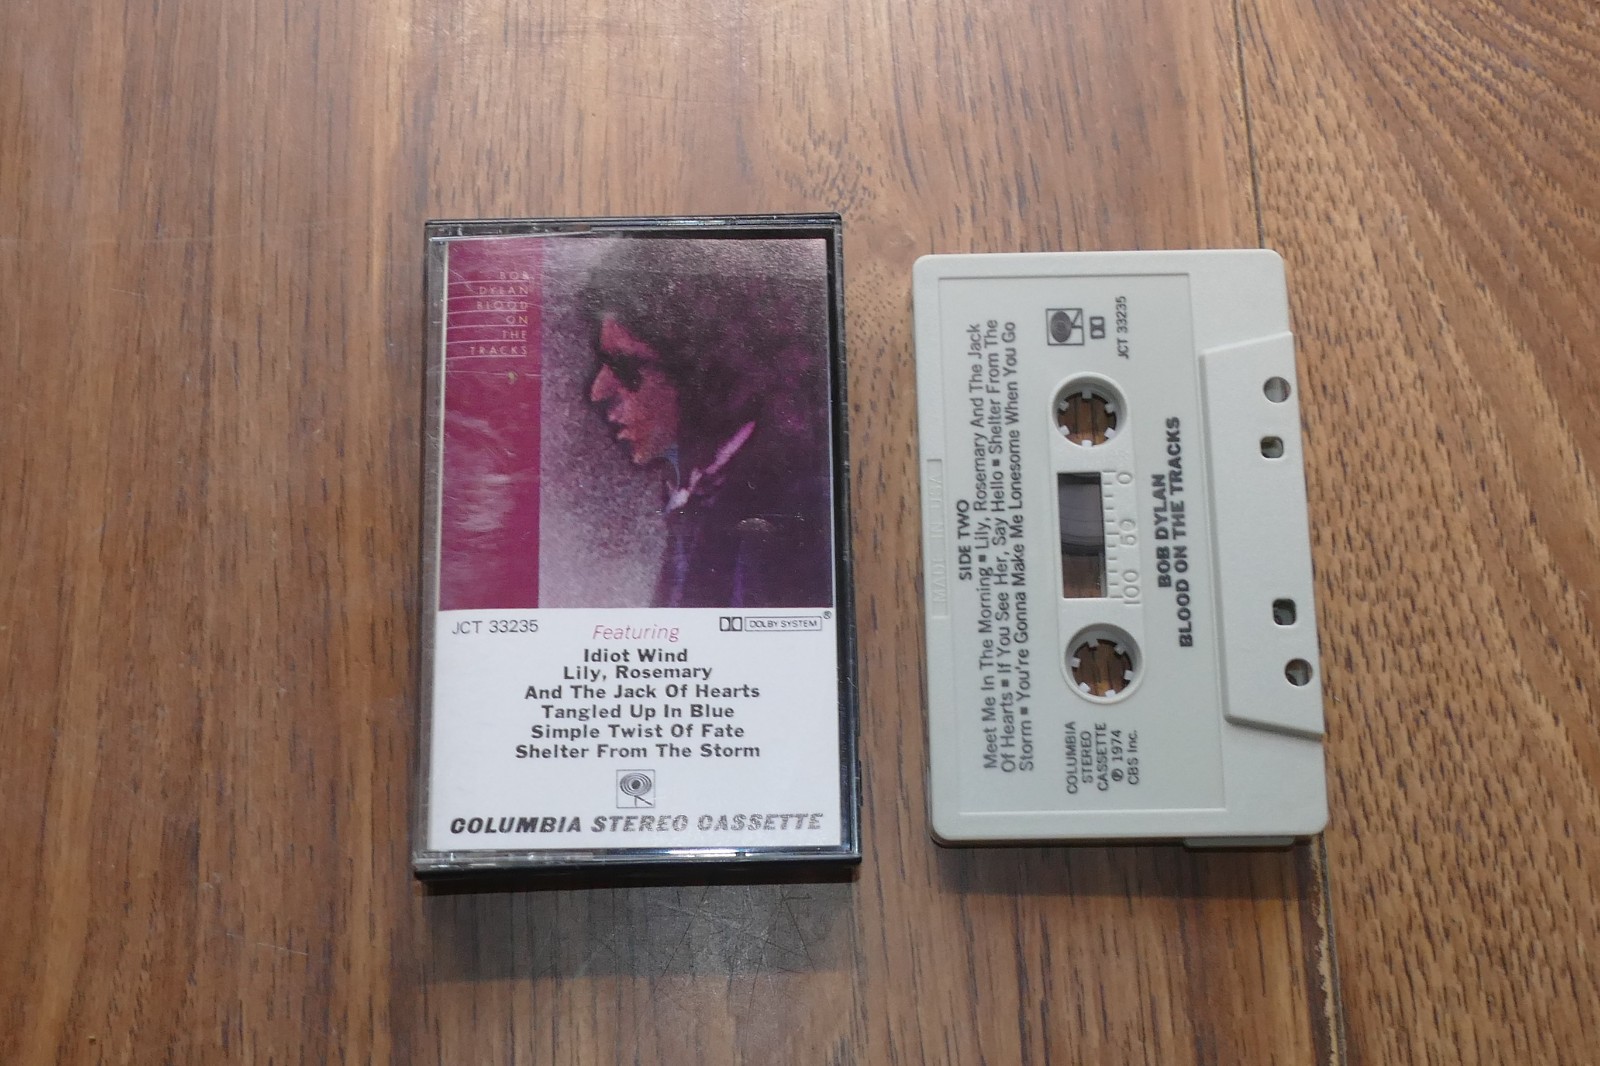 BOB
DYLAN
BLOOD
ON
THE
TRACKS
JCT 33235
Featuring
DOLBY SYSTEM®
Idiot Wind
Lily, Rosemary
And The Jack Of Hearts
Tangled Up In Blue
Simple Twist Of Fate
Shelter From The Storm
COLUMBIA STEREO CASSETTE
MADE IN USA
SIDE TWO
Meet Me In The Morning ■ Lily, Rosemary And The Jack
Of Hearts ■ If You See Her, Say Hello ■ Shelter From The
Storm ■ You're Gonna Make Me Lonesome When You Go
COLUMBIA
STEREO
CASSETTE
℗ 1974
CBS Inc.
100 50 0
JCT 33235
BOB DYLAN
BLOOD ON THE TRACKS